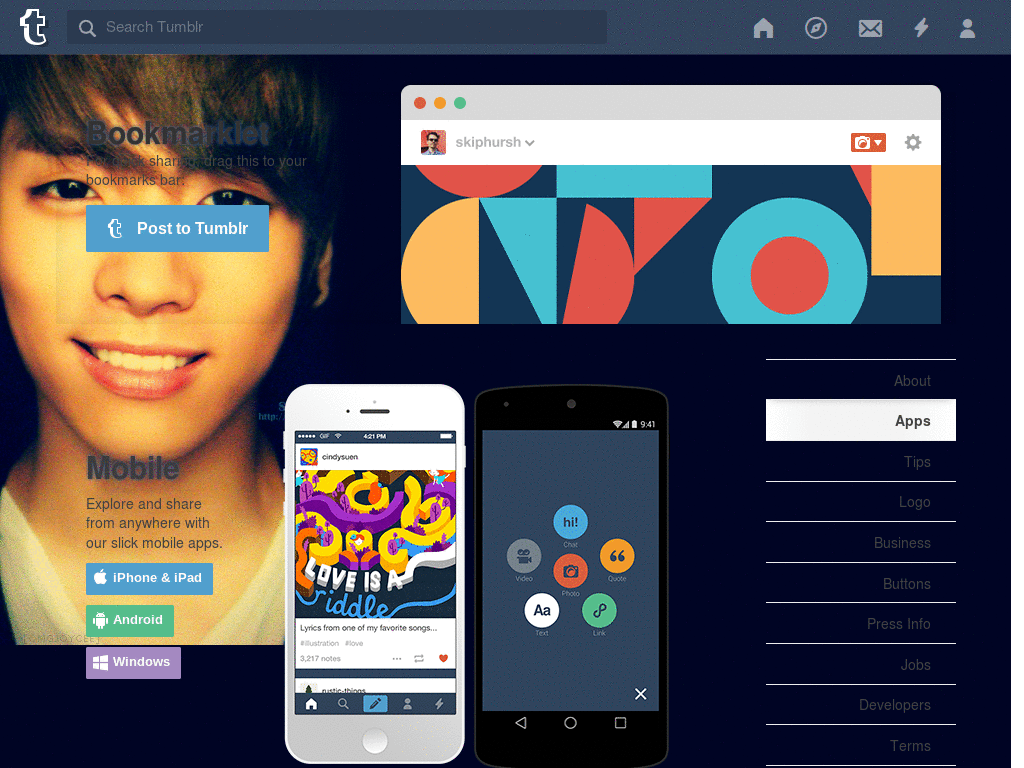 Search Tumblr
Bookmarklet
drag this to your
bookmarks bar:
Post to Tumblr
skiphursh
Mobile
Explore and share
from anywhere with
our slick mobile apps.
iPhone & iPad
Android
Windows
GIF 4:21 PM
cindysuen
LOVE IS A
riddle
Lyrics from one of my favorite songs...
#illustration #love
3,217 notes
rustic-things
9:41
hi!
Chat
Video
Quote
Photo
Aa
Text
Link
About
Apps
Tips
Logo
Business
Buttons
Press Info
Jobs
Developers
Terms